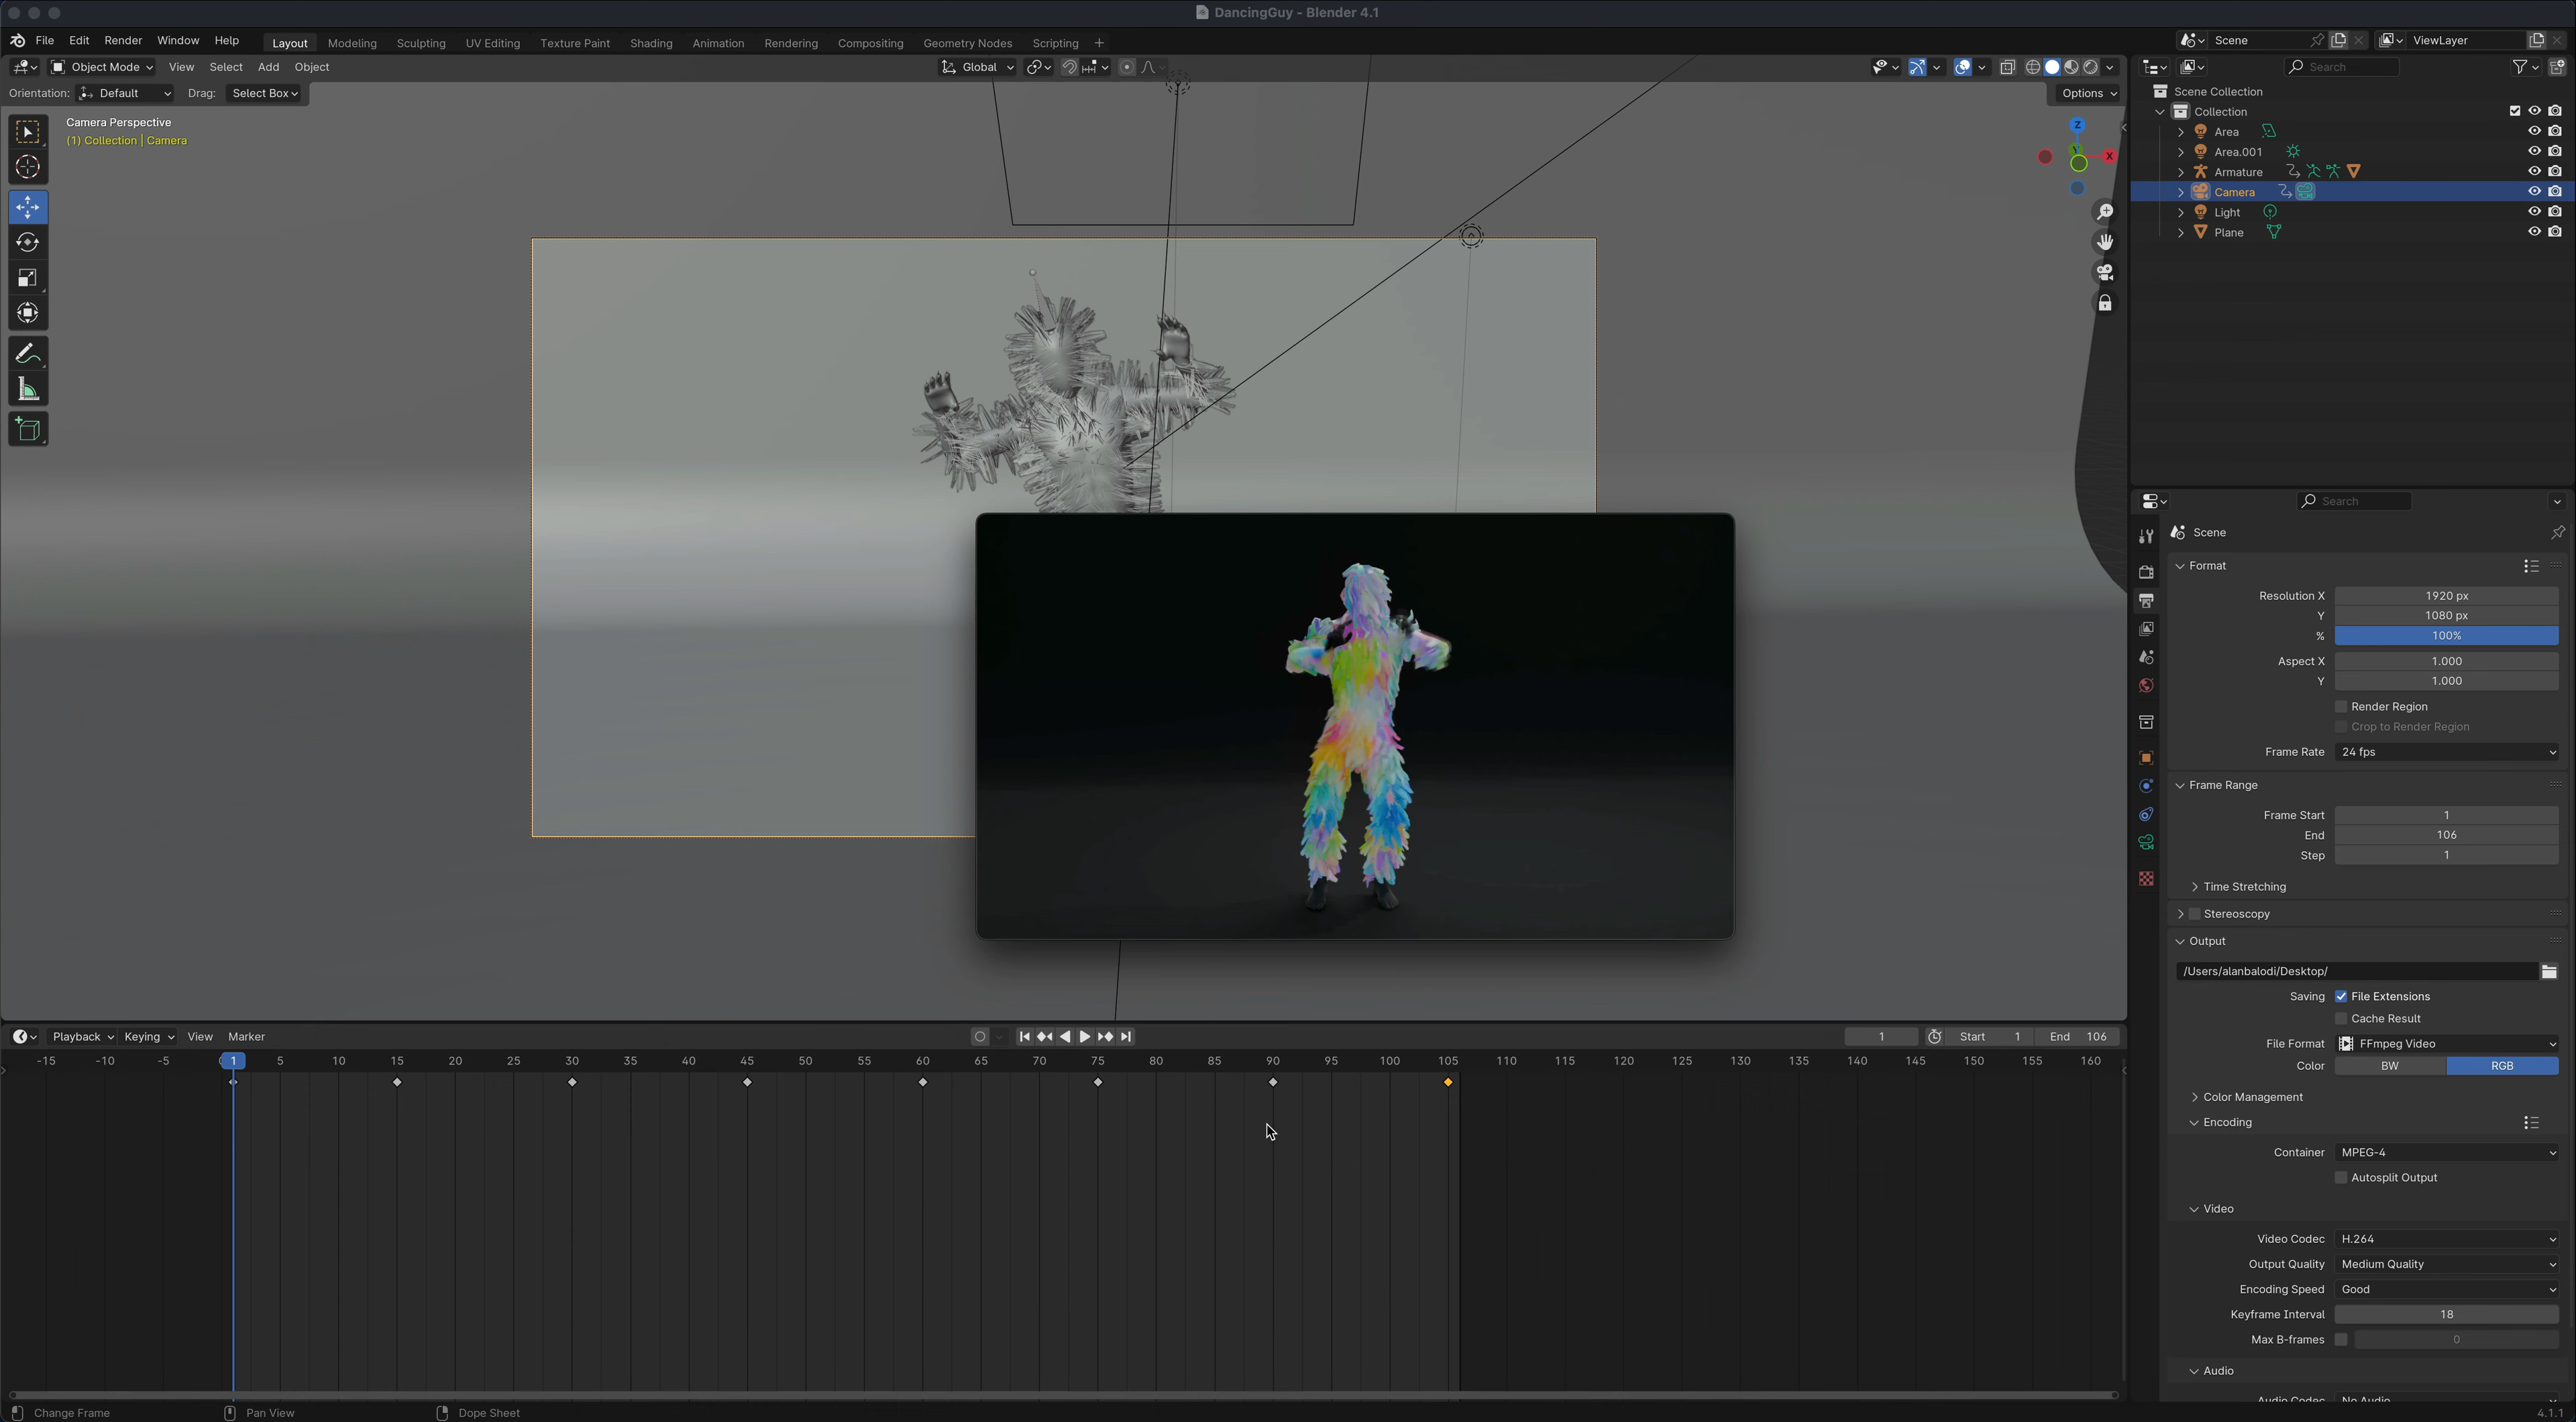 DancingGuy - Blender 4.1
File Edit Render Window Help Layout Modeling Sculpting UV Editing Texture Paint Shading Animation Rendering Compositing Geometry Nodes Scripting + Scene ViewLayer
Object Mode View Select Add Object Global Search
Orientation: Default Drag: Select Box Options
Camera Perspective
(1) Collection | Camera
Z
X
Scene Collection
Collection
Area
Area.001
Armature
Camera
Light
Plane
Search
Scene
Format
Resolution X 1920 px
Y 1080 px
% 100%
Aspect X 1.000
Y 1.000
Render Region
Crop to Render Region
Frame Rate 24 fps
Frame Range
Frame Start 1
End 106
Step 1
Time Stretching
Stereoscopy
Output
/Users/alanbalodi/Desktop/
Saving File Extensions
Cache Result
File Format FFmpeg Video
Color BW RGB
Color Management
Encoding
Container MPEG-4
Autosplit Output
Video
Video Codec H.264
Output Quality Medium Quality
Encoding Speed Good
Keyframe Interval 18
Max B-frames 0
Audio
Audio Codec No Audio
Playback Keying View Marker 1 Start 1 End 106
-15 -10 -5 1 5 10 15 20 25 30 35 40 45 50 55 60 65 70 75 80 85 90 95 100 105 110 115 120 125 130 135 140 145 150 155 160
Change Frame Pan View Dope Sheet 4.1.1